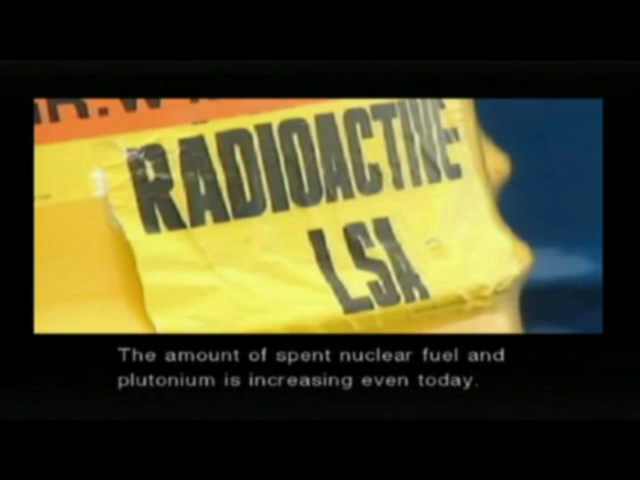 RADIOACTIVE
LSA
The amount of spent nuclear fuel and
plutonium is increasing even today.